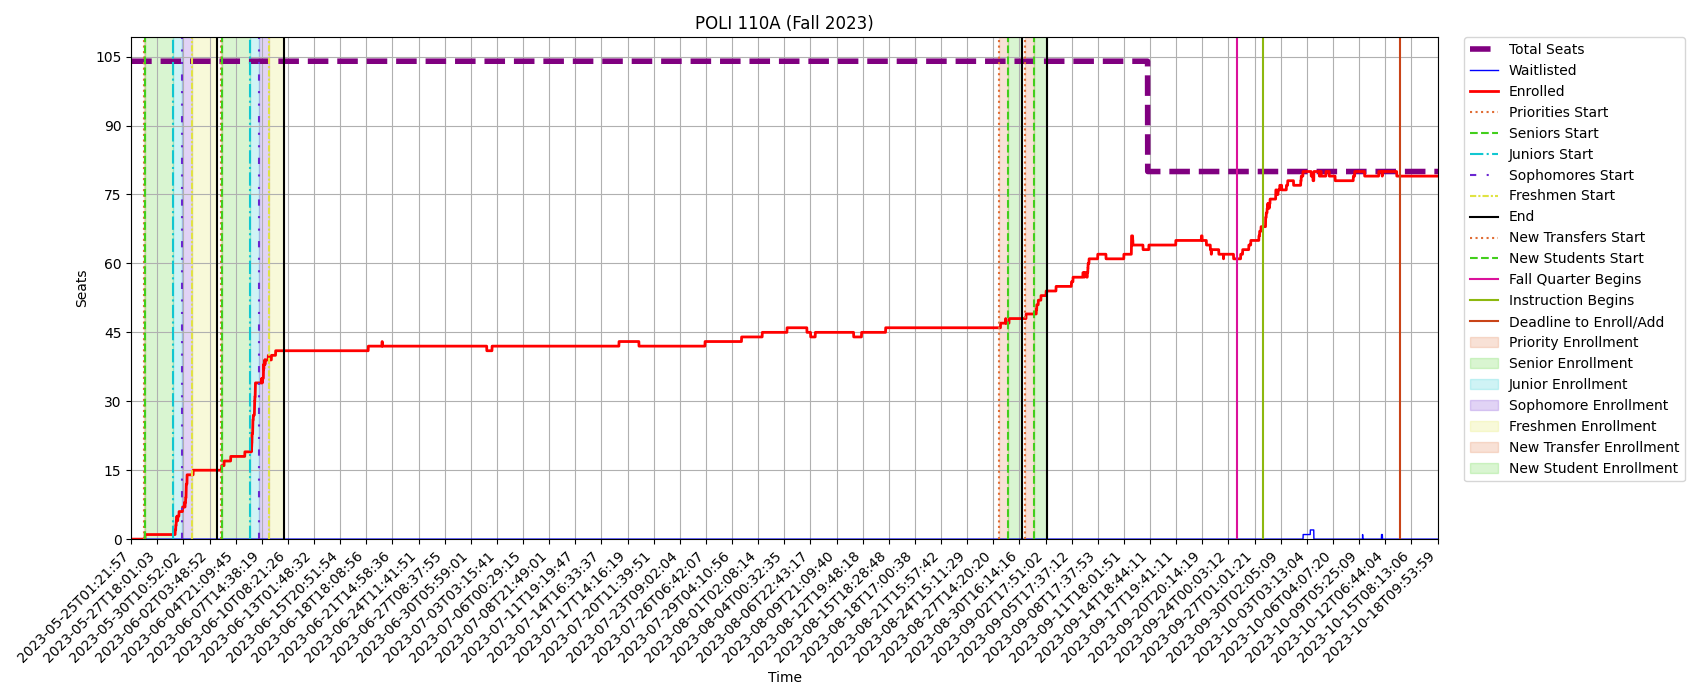 POLI 110A (Fall 2023)
Seats
105
90
75
60
45
30
15
0
2023-05-25T01:21:57
2023-05-27T18:01:03
2023-05-30T10:52:02
2023-06-02T03:48:52
2023-06-04T21:09:45
2023-06-07T14:38:19
2023-06-10T08:21:26
2023-06-13T01:48:32
2023-06-15T20:51:54
2023-06-18T18:08:56
2023-06-21T14:58:36
2023-06-24T11:41:51
2023-06-27T08:37:55
2023-06-30T05:59:01
2023-07-03T03:15:41
2023-07-06T00:29:15
2023-07-08T21:49:01
2023-07-11T19:19:47
2023-07-14T16:33:37
2023-07-17T14:16:19
2023-07-20T11:39:51
2023-07-23T09:02:04
2023-07-26T06:42:07
2023-07-29T04:10:56
2023-08-01T02:08:14
2023-08-04T00:32:35
2023-08-06T22:43:17
2023-08-09T21:09:40
2023-08-12T19:48:18
2023-08-15T18:28:48
2023-08-18T17:00:38
2023-08-21T15:57:42
2023-08-24T15:11:29
2023-08-27T14:20:20
2023-08-30T16:14:16
2023-09-02T17:51:02
2023-09-05T17:37:12
2023-09-08T17:37:53
2023-09-11T18:01:51
2023-09-14T18:44:11
2023-09-17T19:41:11
2023-09-20T20:14:19
2023-09-24T00:03:12
2023-09-27T01:01:21
2023-09-30T02:05:09
2023-10-03T03:13:04
2023-10-06T04:07:20
2023-10-09T05:25:09
2023-10-12T06:44:04
2023-10-15T08:13:06
2023-10-18T09:53:59
Time
Total Seats
Waitlisted
Enrolled
Priorities Start
Seniors Start
Juniors Start
Sophomores Start
Freshmen Start
End
New Transfers Start
New Students Start
Fall Quarter Begins
Instruction Begins
Deadline to Enroll/Add
Priority Enrollment
Senior Enrollment
Junior Enrollment
Sophomore Enrollment
Freshmen Enrollment
New Transfer Enrollment
New Student Enrollment